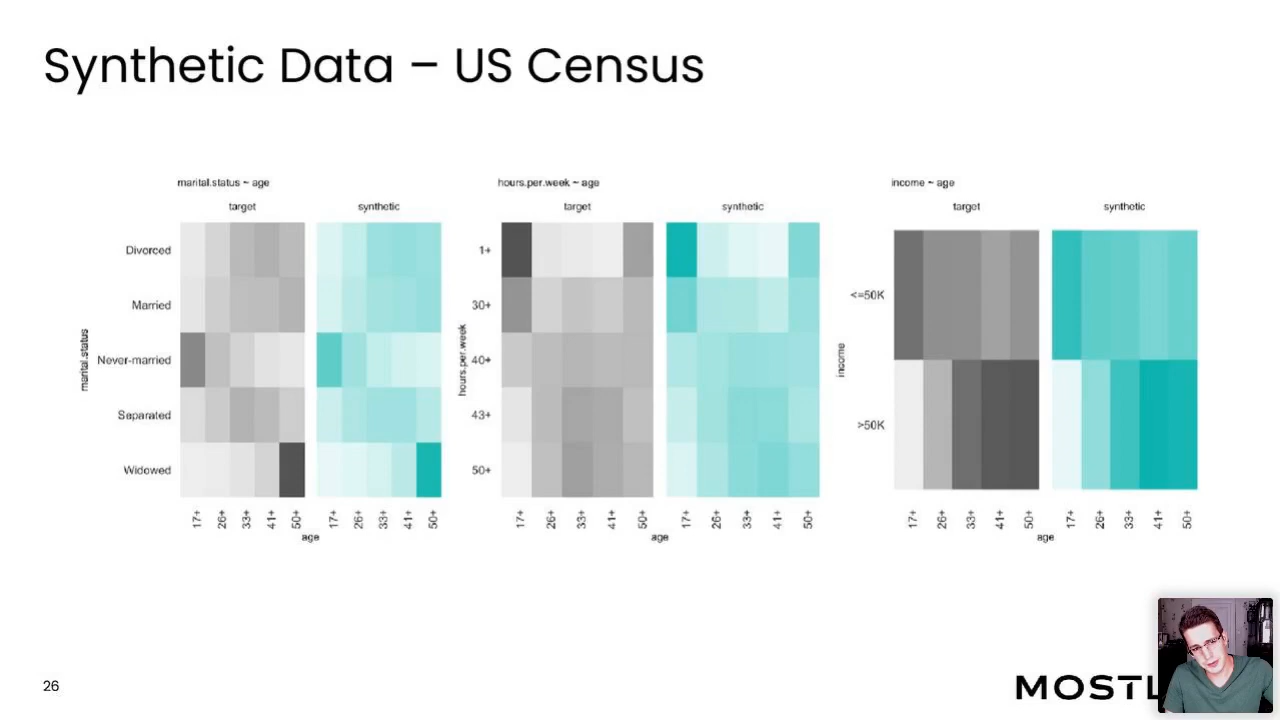 Synthetic Data – US Census
marital.status ~ age
target
synthetic
marital.status
Divorced
Married
Never-married
Separated
Widowed
17+ 26+ 33+ 41+ 50+ 17+ 26+ 33+ 41+ 50+
age
hours.per.week ~ age
target
synthetic
hours.per.week
1+
30+
40+
43+
50+
17+ 26+ 33+ 41+ 50+ 17+ 26+ 33+ 41+ 50+
age
income ~ age
target
synthetic
income
<=50K
>50K
17+ 26+ 33+ 41+ 50+ 17+ 26+ 33+ 41+ 50+
age
26
MOSTL